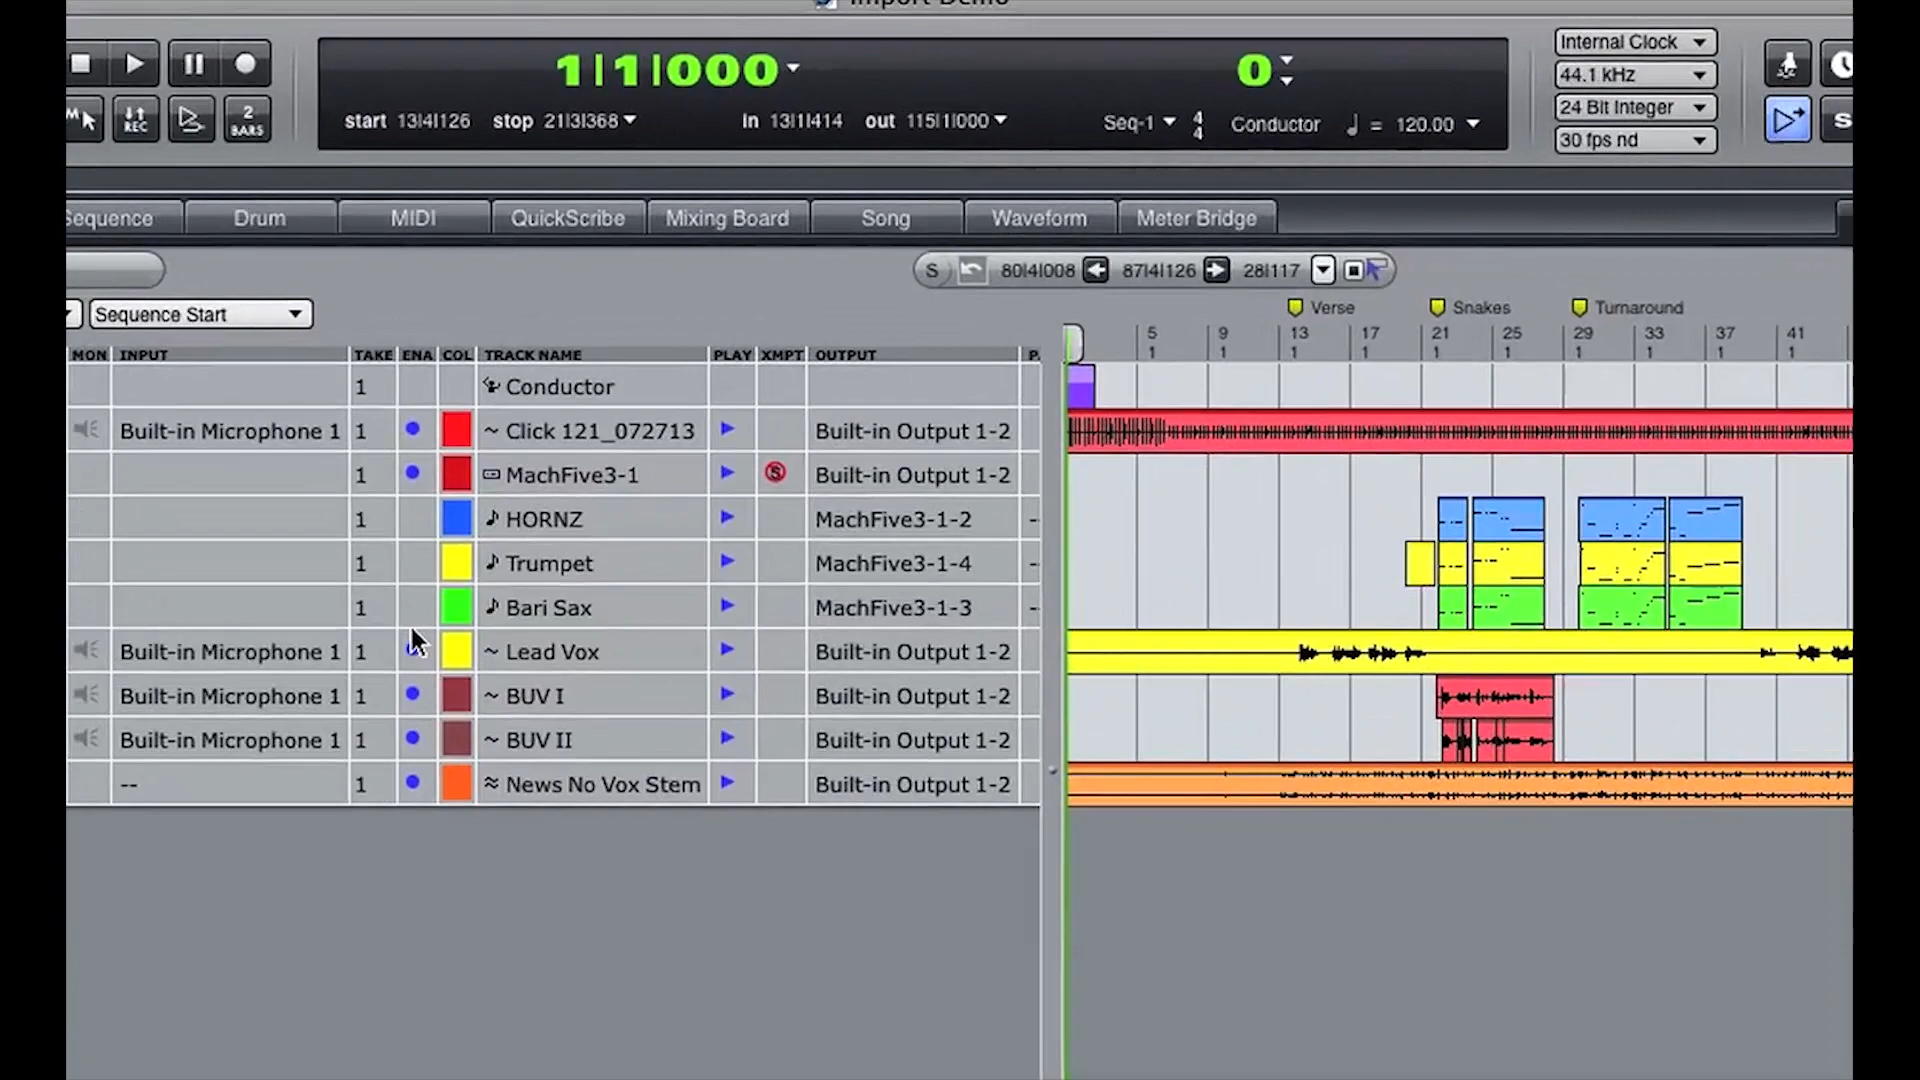 Import Demo
1|1|000
0
Internal Clock
44.1 kHz
24 Bit Integer
30 fps nd
M
REC
2 BARS
start 13|4|126 stop 21|3|368 in 13|1|414 out 115|1|000
Seq-1 4 4 Conductor = 120.00
S
Sequence Drum MIDI QuickScribe Mixing Board Song Waveform Meter Bridge
S 80|4|008 87|4|126 28|117
Sequence Start
Verse Snakes Turnaround
5 9 13 17 21 25 29 33 37 41
1 1 1 1 1 1 1 1 1 1
MON INPUT TAKE ENA COL TRACK NAME PLAY XMPT OUTPUT P
1 Conductor
Built-in Microphone 1 1 Click 121_072713 Built-in Output 1-2
1 MachFive3-1 S Built-in Output 1-2
1 HORNZ MachFive3-1-2 -
1 Trumpet MachFive3-1-4 -
1 Bari Sax MachFive3-1-3 -
Built-in Microphone 1 1 Lead Vox Built-in Output 1-2
Built-in Microphone 1 1 BUV I Built-in Output 1-2
Built-in Microphone 1 1 BUV II Built-in Output 1-2
-- 1 News No Vox Stem Built-in Output 1-2